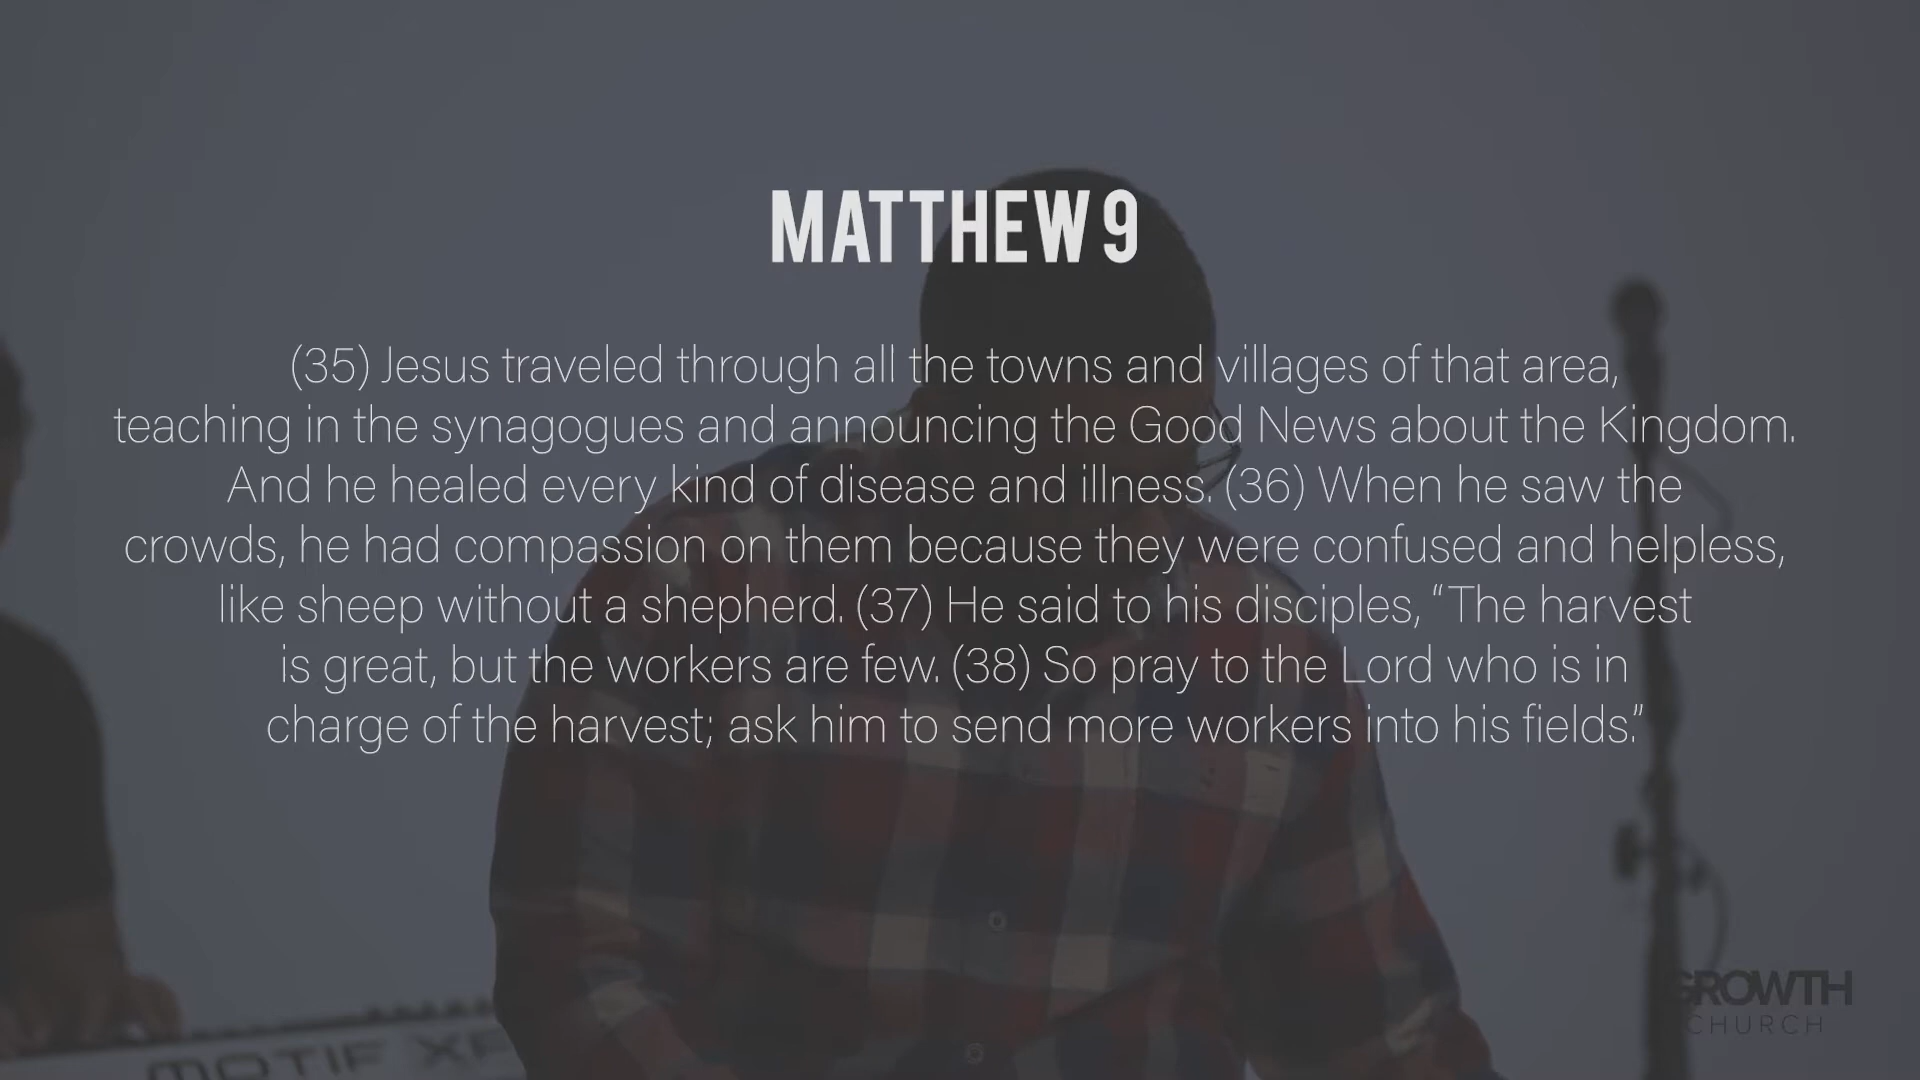 MATTHEW 9
(35) Jesus traveled through all the towns and villages of that area,
teaching in the synagogues and announcing the Good News about the Kingdom.
And he healed every kind of disease and illness. (36) When he saw the
crowds, he had compassion on them because they were confused and helpless,
like sheep without a shepherd. (37) He said to his disciples, “The harvest
is great, but the workers are few. (38) So pray to the Lord who is in
charge of the harvest; ask him to send more workers into his fields.”
GROWTH
CHURCH
MOTIF XF